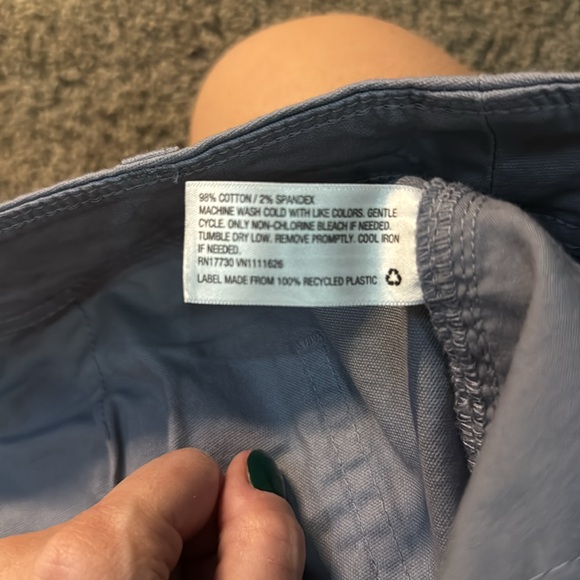 98% COTTON / 2% SPANDEX
MACHINE WASH COLD WITH LIKE COLORS. GENTLE
CYCLE. ONLY NON-CHLORINE BLEACH IF NEEDED.
TUMBLE DRY LOW. REMOVE PROMPTLY. COOL IRON
IF NEEDED.
RN17730 VN1111626
LABEL MADE FROM 100% RECYCLED PLASTIC